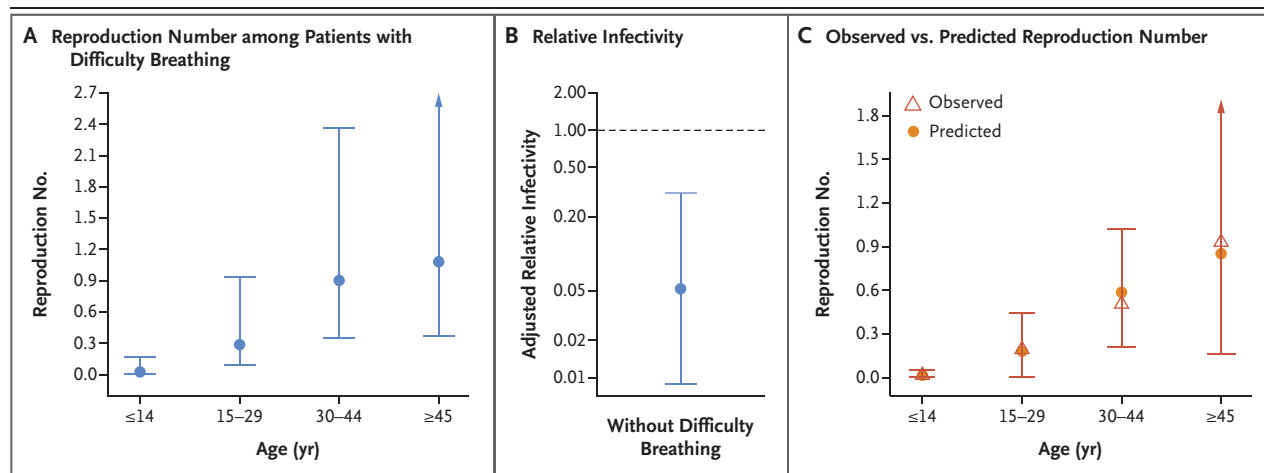 A Reproduction Number among Patients with
Difficulty Breathing
2.7
2.4
2.1
1.8
1.5
1.2
0.9
0.6
0.3
0.0
Reproduction No.
≤14
15–29
30–44
≥45
Age (yr)
B Relative Infectivity
2.00
1.00
0.50
0.20
0.05
0.02
0.01
Adjusted Relative Infectivity
Without Difficulty
Breathing
C Observed vs. Predicted Reproduction Number
Observed
Predicted
1.8
1.5
1.2
0.9
0.6
0.3
0.0
Reproduction No.
≤14
15–29
30–44
≥45
Age (yr)